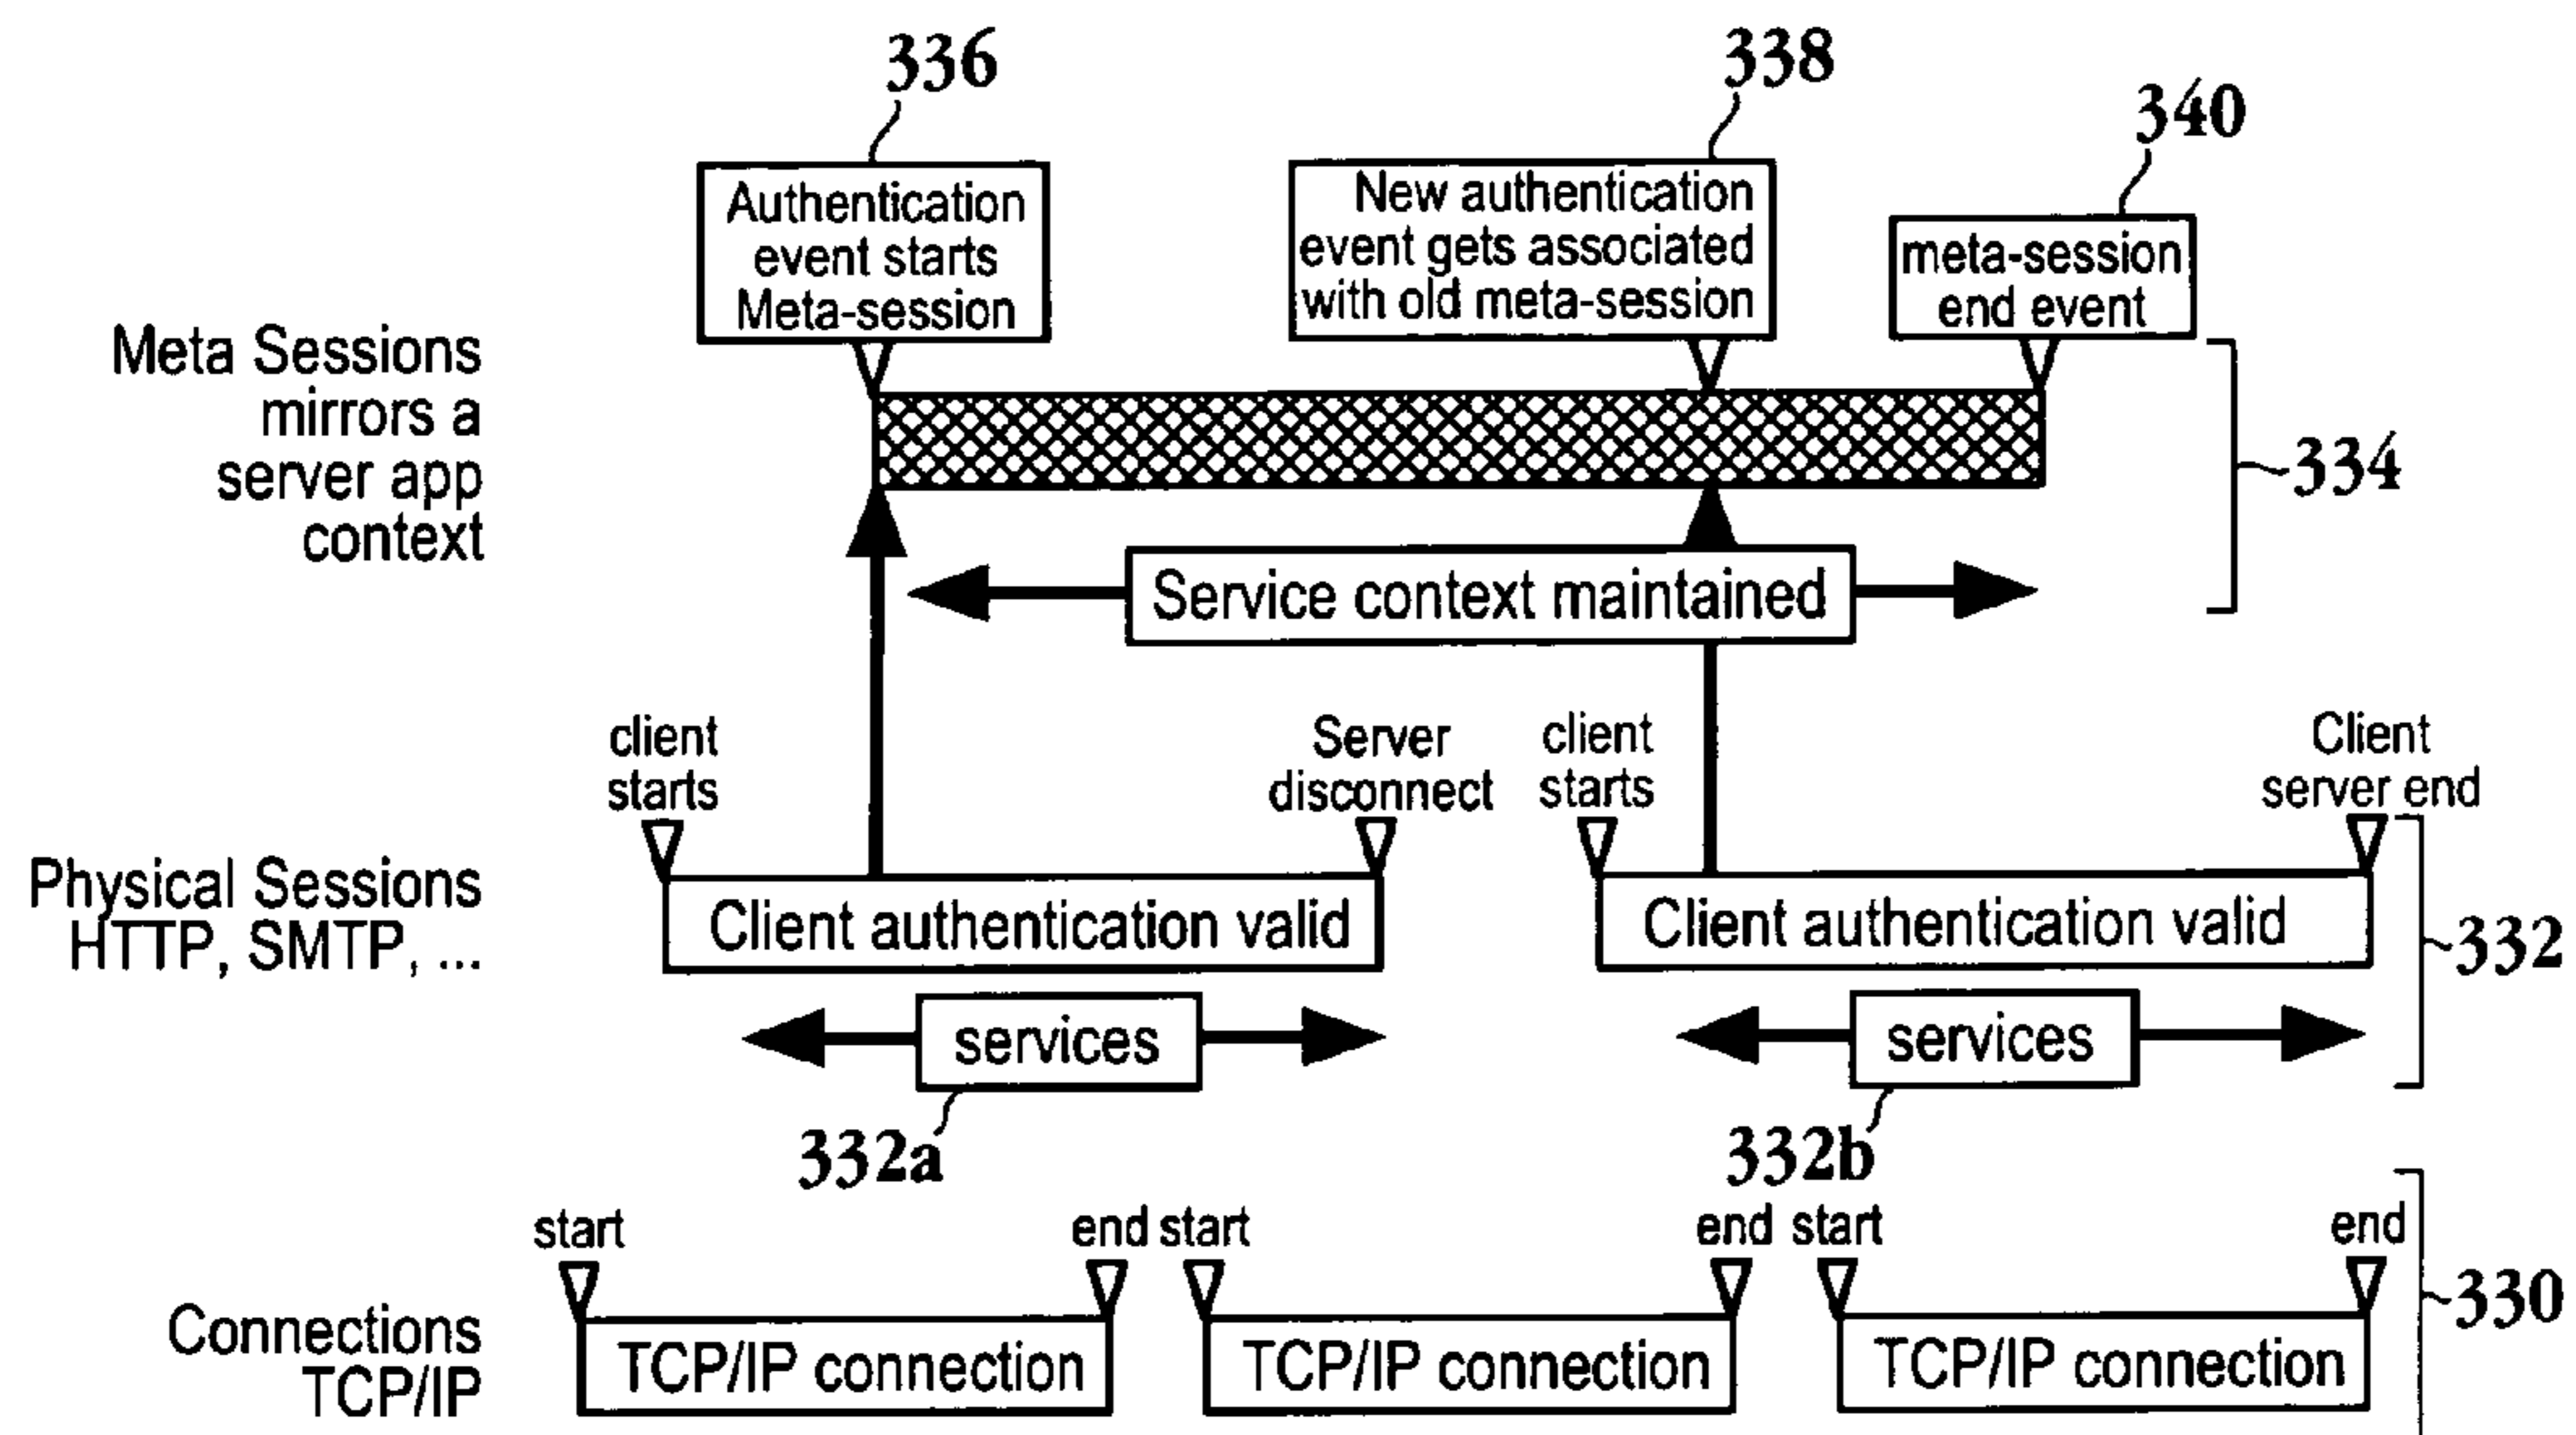 336
338
340
Authentication
event starts
Meta-session
New authentication
event gets associated
with old meta-session
meta-session
end event
Meta Sessions
mirrors a
server app
context
334
Service context maintained
client
starts
Server
disconnect
client
starts
Client
server end
Physical Sessions
HTTP, SMTP, ...
Client authentication valid
Client authentication valid
332
services
services
332a
332b
start
end
start
end
start
end
330
Connections
TCP/IP
TCP/IP connection
TCP/IP connection
TCP/IP connection